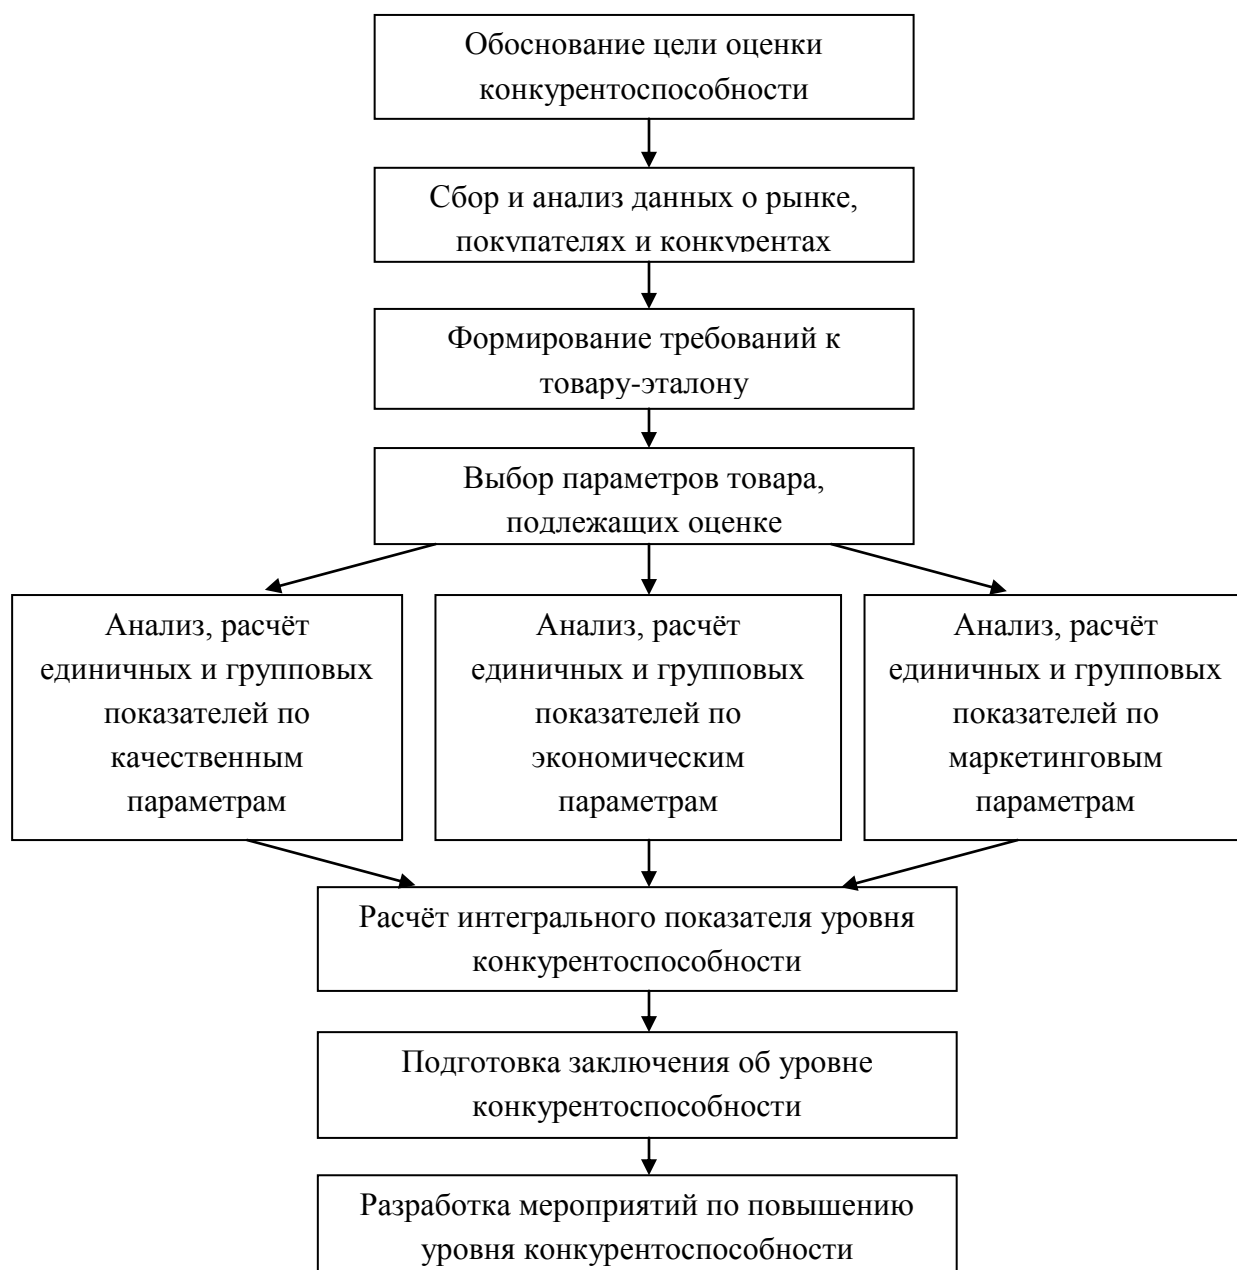 Обоснование цели оценки
конкурентоспособности
Сбор и анализ данных о рынке,
покупателях и конкурентах
Формирование требований к
товару-эталону
Выбор параметров товара,
подлежащих оценке
Анализ, расчёт
единичных и групповых
показателей по
качественным
параметрам
Анализ, расчёт
единичных и групповых
показателей по
экономическим
параметрам
Анализ, расчёт
единичных и групповых
показателей по
маркетинговым
параметрам
Расчёт интегрального показателя уровня
конкурентоспособности
Подготовка заключения об уровне
конкурентоспособности
Разработка мероприятий по повышению
уровня конкурентоспособности